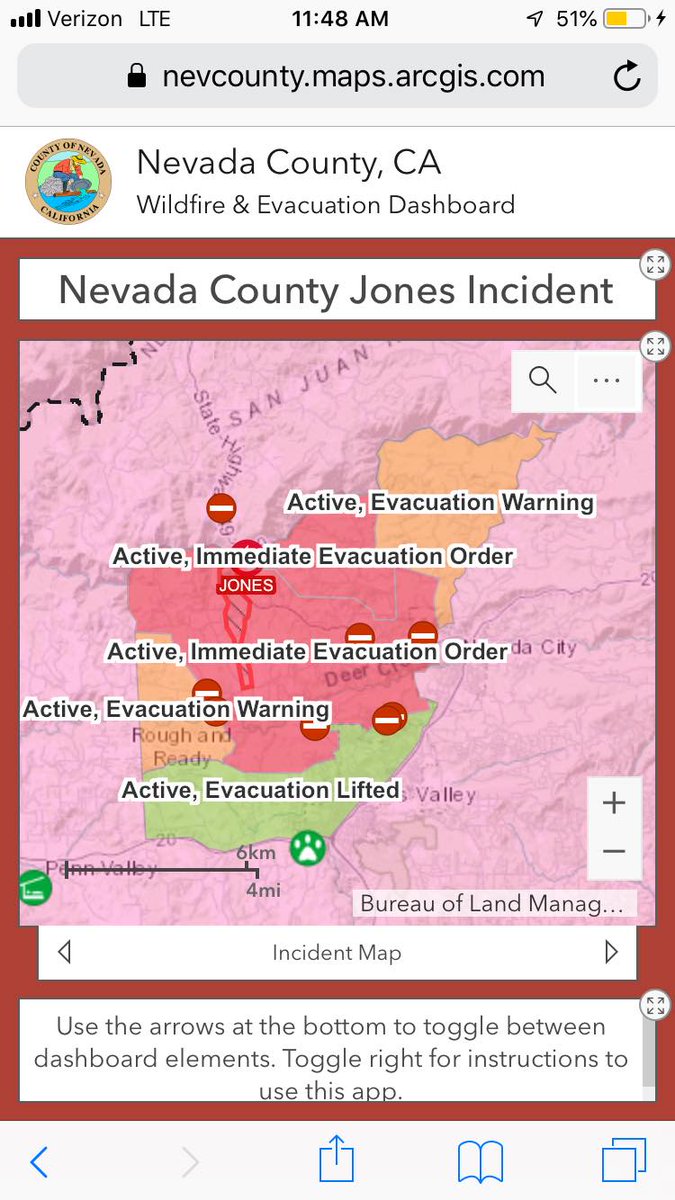 Verizon LTE 11:48 AM 51%
nevcounty.maps.arcgis.com
COUNTY OF NEVADA
CALIFORNIA
Nevada County, CA
Wildfire & Evacuation Dashboard
Nevada County Jones Incident
SAN JUAN
State Highway
Active, Evacuation Warning
Active, Immediate Evacuation Order
JONES
20
Active, Immediate Evacuation Order
da City
Deer
Active, Evacuation Warning
Rough and
Ready
Active, Evacuation Lifted
Valley
20
6km
Penn Valley
4mi
Bureau of Land Manag...
Incident Map
Use the arrows at the bottom to toggle between
dashboard elements. Toggle right for instructions to
use this app.